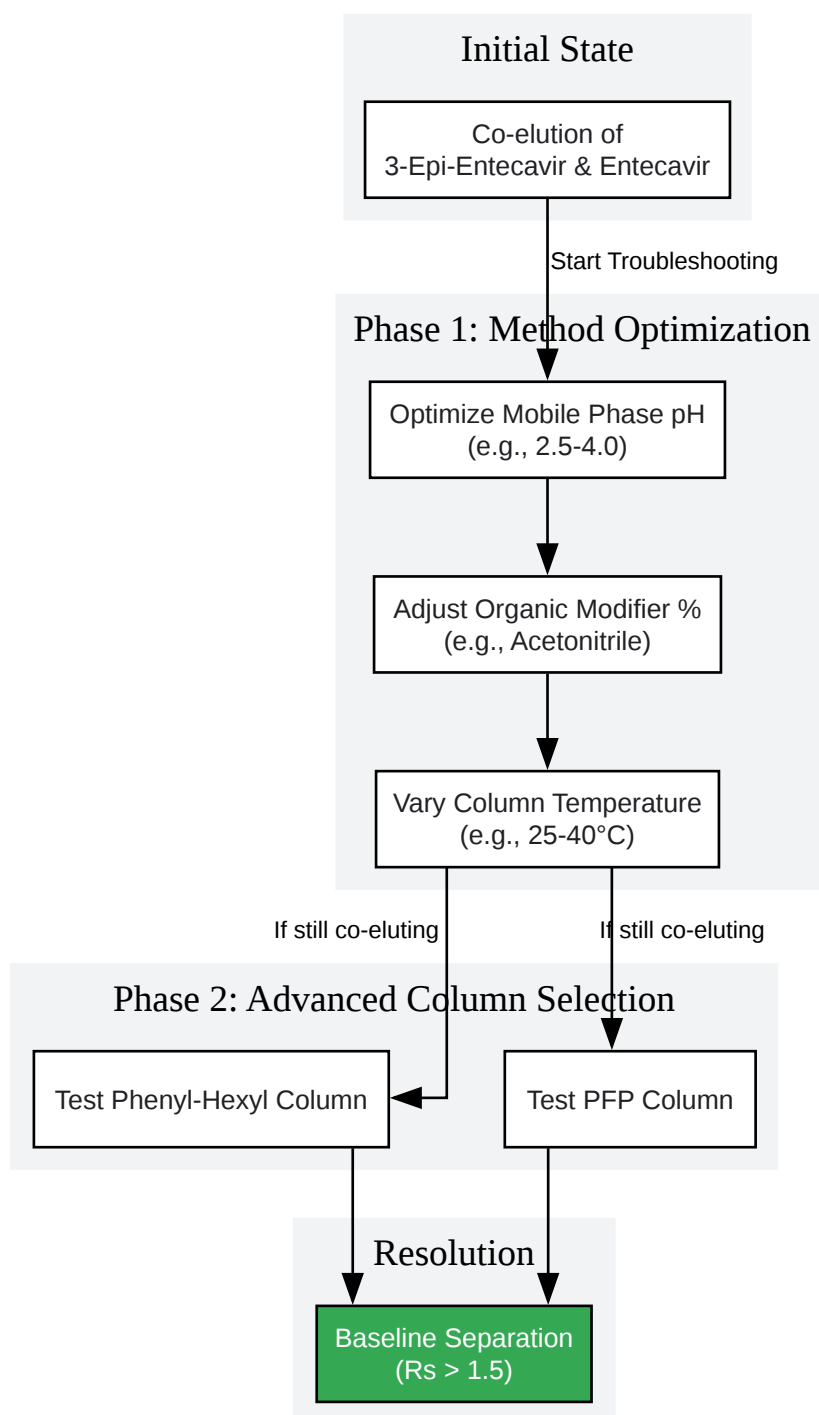 Initial State
Co-elution of
3-Epi-Entecavir & Entecavir
Start Troubleshooting
Phase 1: Method Optimization
Optimize Mobile Phase pH
(e.g., 2.5-4.0)
Adjust Organic Modifier %
(e.g., Acetonitrile)
Vary Column Temperature
(e.g., 25-40°C)
If still co-eluting
If still co-eluting
Phase 2: Advanced Column Selection
Test Phenyl-Hexyl Column
Test PFP Column
Resolution
Baseline Separation
(Rs > 1.5)